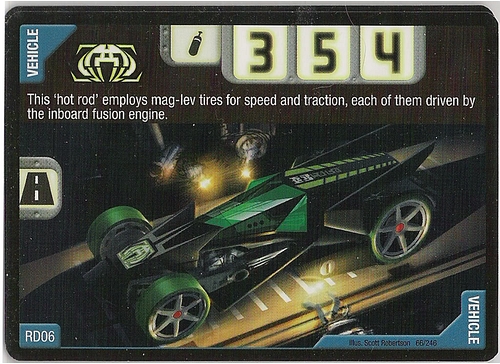 VEHICLE
3 5 4
This 'hot rod' employs mag-lev tires for speed and traction, each of them driven by
the inboard fusion engine.
VEHICLE
RD06
Illus. Scott Robertson 66/246